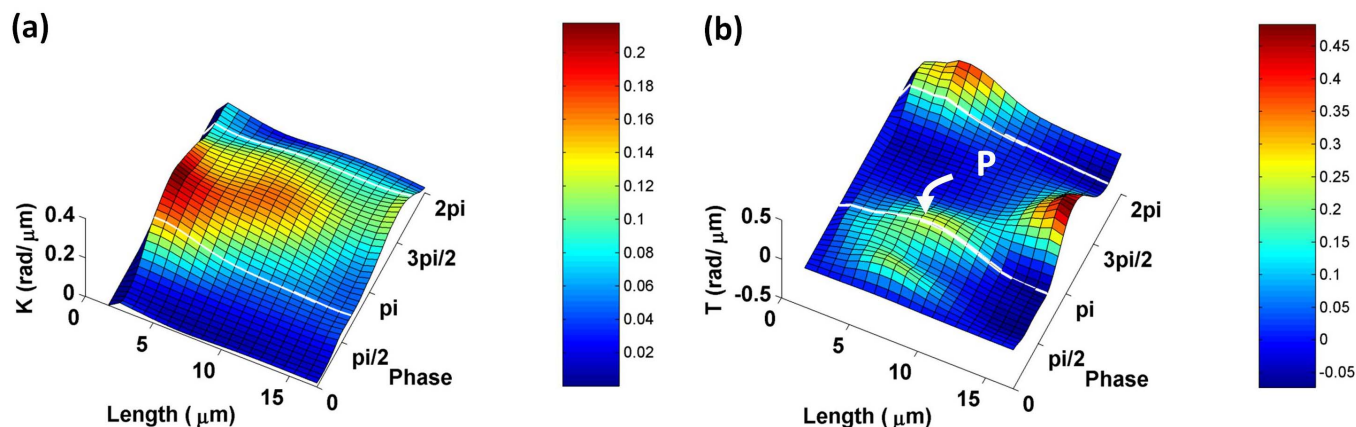 (a)
0.4
0.2
0
K (rad/ μm)
0
5
10
15
Length ( μm)
0
pi/2
pi
3pi/2
2pi
Phase
0.2
0.18
0.16
0.14
0.12
0.10
0.08
0.06
0.04
0.02
(b)
P
0.5
0
-0.5
T (rad/ μm)
0
5
10
15
Length ( μm)
0
pi/2
pi
3pi/2
2pi
Phase
0.45
0.4
0.35
0.3
0.25
0.2
0.15
0.1
0.05
0
-0.05